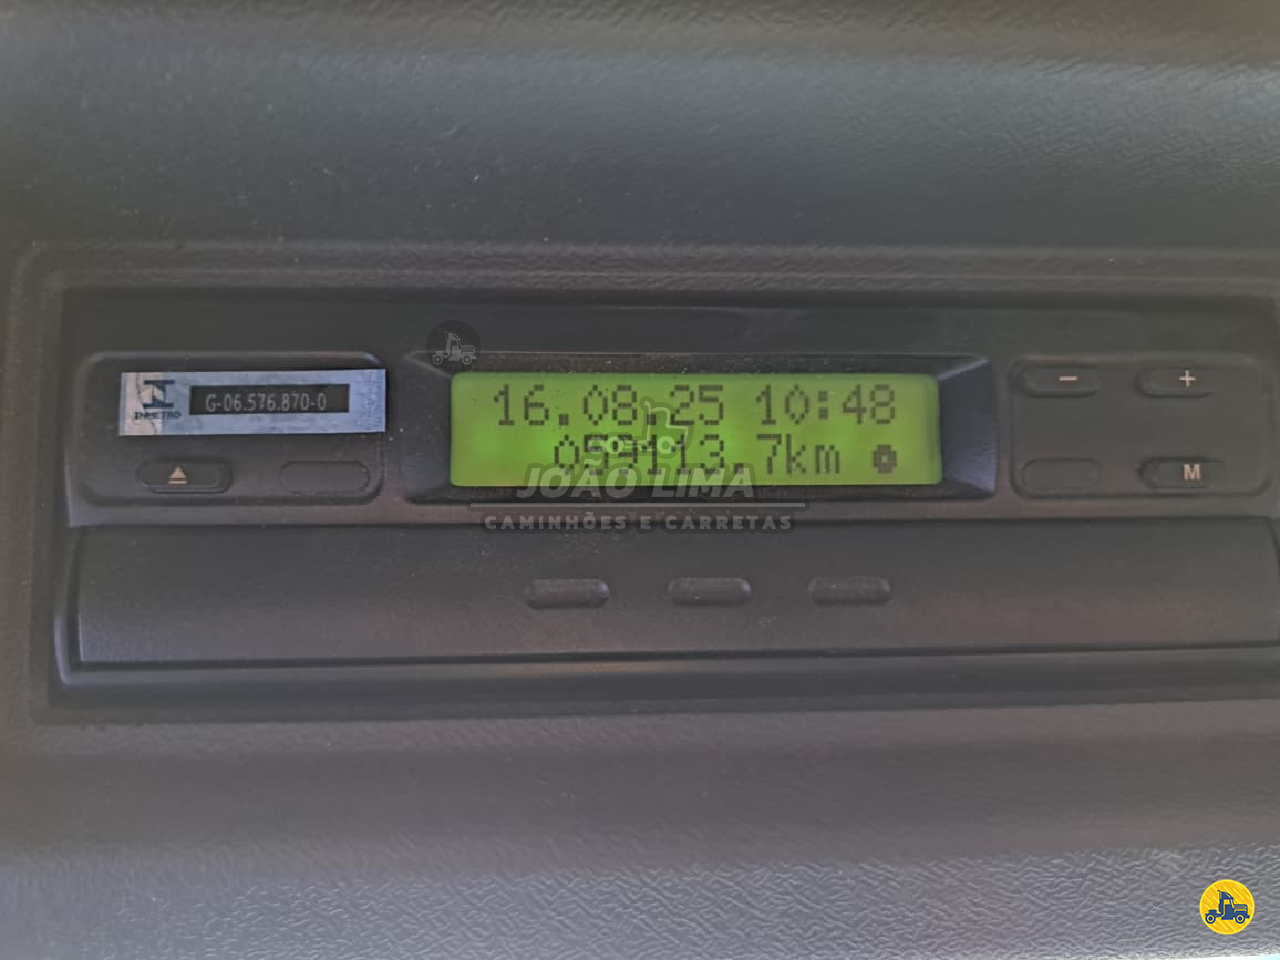 INMETRO
G-06.576.870-0
16.08.25 10:48
059113.7km
− +
M
JOÃO LIMA
CAMINHÕES E CARRETAS